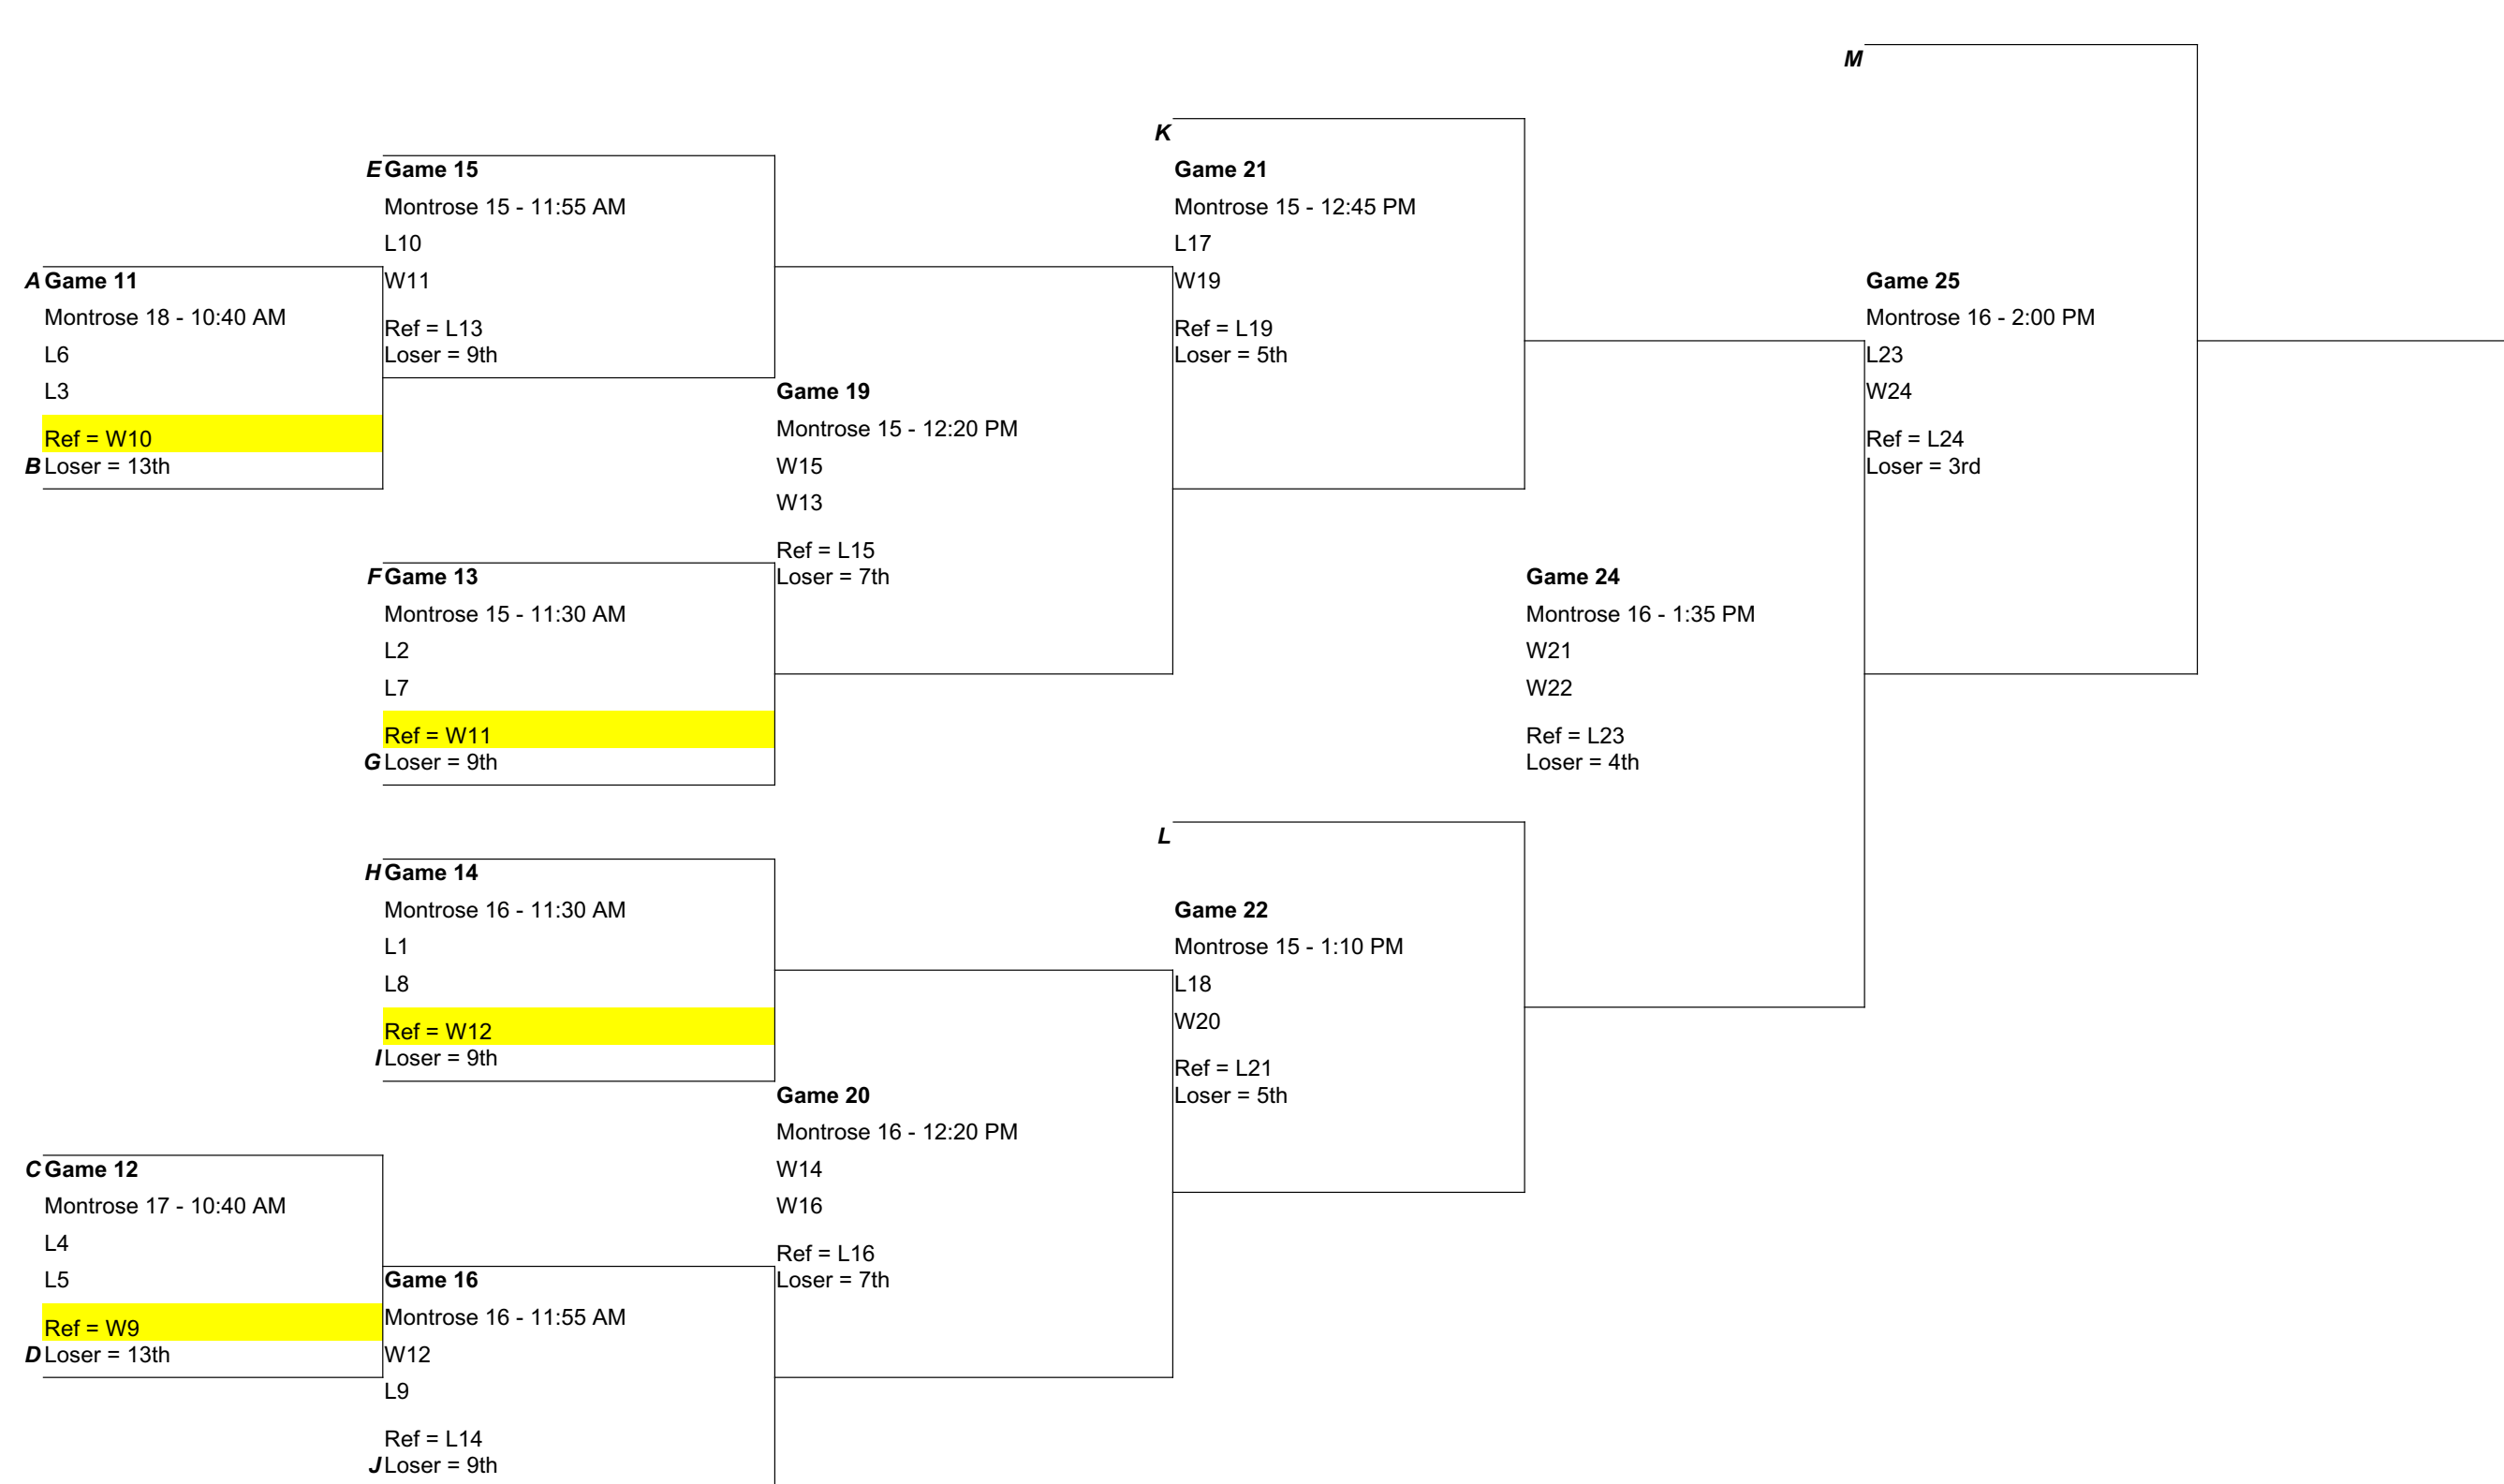 M
K
E Game 15
Montrose 15 - 11:55 AM
L10
W11
Ref = L13
Loser = 9th
A Game 11
Montrose 18 - 10:40 AM
L6
L3
Ref = W10
B Loser = 13th
Game 19
Montrose 15 - 12:20 PM
W15
W13
Ref = L15
Loser = 7th
F Game 13
Montrose 15 - 11:30 AM
L2
L7
Ref = W11
G Loser = 9th
Game 21
Montrose 15 - 12:45 PM
L17
W19
Ref = L19
Loser = 5th
Game 25
Montrose 16 - 2:00 PM
L23
W24
Ref = L24
Loser = 3rd
Game 24
Montrose 16 - 1:35 PM
W21
W22
Ref = L23
Loser = 4th
L
H Game 14
Montrose 16 - 11:30 AM
L1
L8
Ref = W12
I Loser = 9th
Game 22
Montrose 15 - 1:10 PM
L18
W20
Ref = L21
Loser = 5th
Game 20
Montrose 16 - 12:20 PM
W14
W16
Ref = L16
Loser = 7th
C Game 12
Montrose 17 - 10:40 AM
L4
L5
Ref = W9
D Loser = 13th
Game 16
Montrose 16 - 11:55 AM
W12
L9
Ref = L14
J Loser = 9th